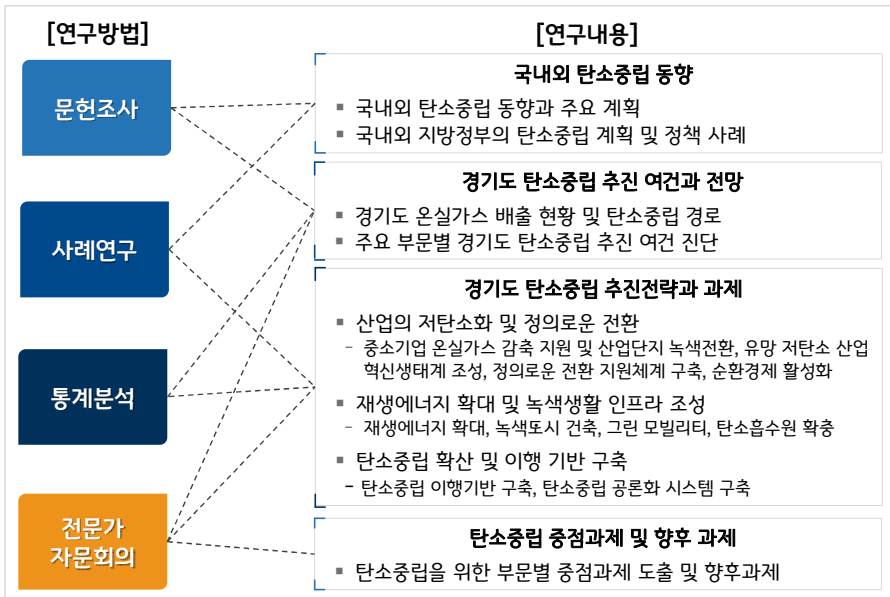 [연구방법]
[연구내용]
문헌조사
사례연구
통계분석
전문가
자문회의
국내외 탄소중립 동향
▪ 국내외 탄소중립 동향과 주요 계획
▪ 국내외 지방정부의 탄소중립 계획 및 정책 사례
경기도 탄소중립 추진 여건과 전망
▪ 경기도 온실가스 배출 현황 및 탄소중립 경로
▪ 주요 부문별 경기도 탄소중립 추진 여건 진단
경기도 탄소중립 추진전략과 과제
▪ 산업의 저탄소화 및 정의로운 전환
- 중소기업 온실가스 감축 지원 및 산업단지 녹색전환, 유망 저탄소 산업
혁신생태계 조성, 정의로운 전환 지원체계 구축, 순환경제 활성화
▪ 재생에너지 확대 및 녹색생활 인프라 조성
- 재생에너지 확대, 녹색도시 건축, 그린 모빌리티, 탄소흡수원 확충
▪ 탄소중립 확산 및 이행 기반 구축
- 탄소중립 이행기반 구축, 탄소중립 공론화 시스템 구축
탄소중립 중점과제 및 향후 과제
▪ 탄소중립을 위한 부문별 중점과제 도출 및 향후과제